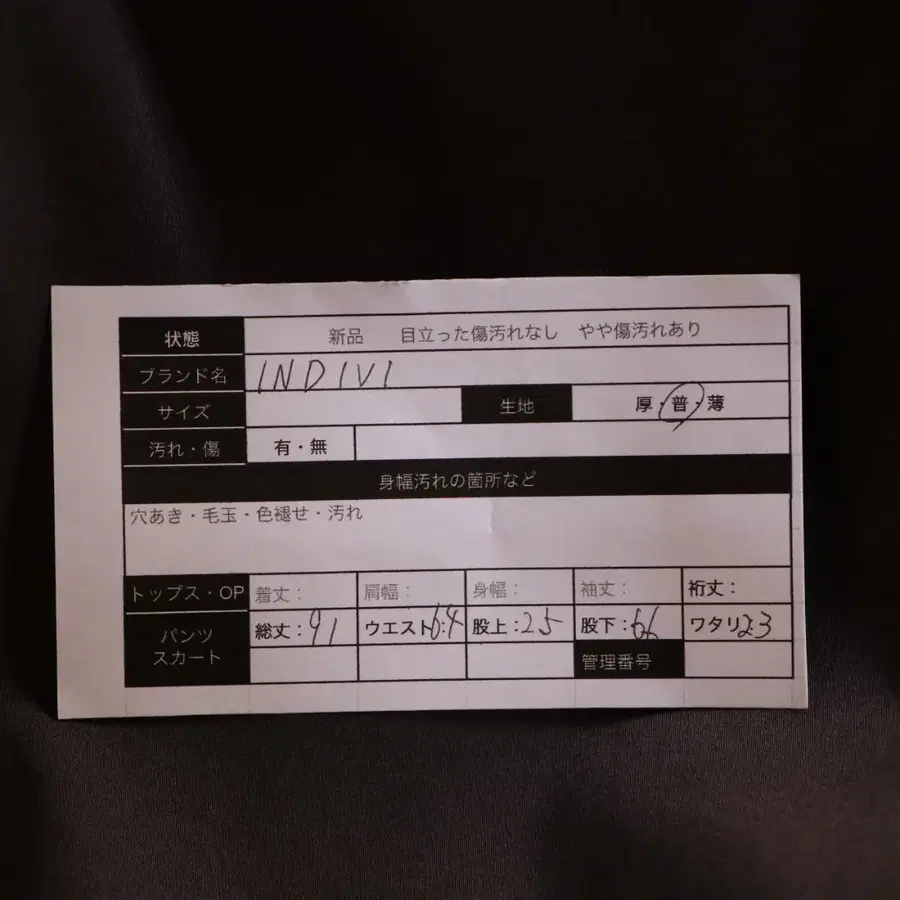 状態 新品 目立った傷汚れなし やや傷汚れあり
ブランド名 INDIVI
サイズ 生地 厚・普・薄
汚れ・傷 有・無
身幅汚れの箇所など
穴あき・毛玉・色褪せ・汚れ
トップス・OP 着丈: 肩幅: 身幅: 袖丈: 裄丈:
パンツ スカート 総丈:91 ウエスト64 股上:25 股下:66 ワタリ23
管理番号